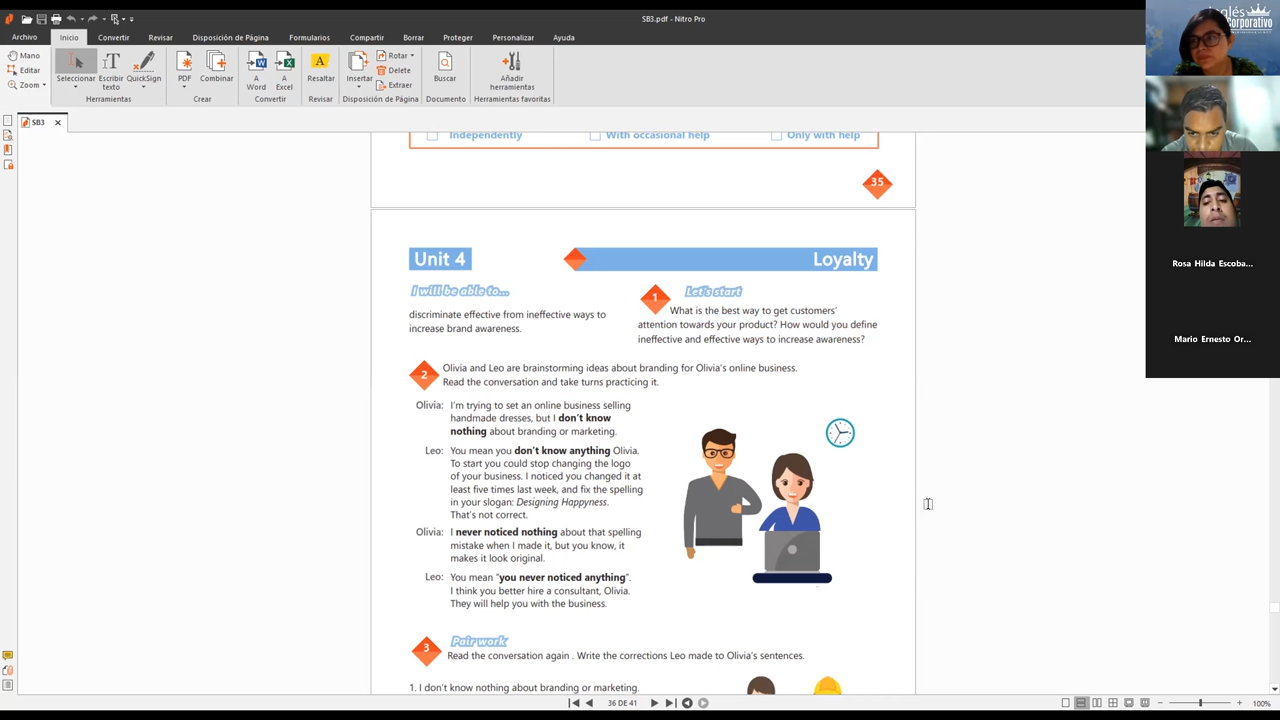 SB3.pdf - Nitro Pro
Archivo
Inicio
Convertir
Revisar
Disposición de Página
Formularios
Compartir
Borrar
Proteger
Personalizar
Ayuda
Mano
Editar
Zoom
Seleccionar
Escribir texto
QuickSign
Herramientas
PDF
Combinar
Crear
A Word
A Excel
Convertir
Resaltar
Revisar
Insertar
Rotar
Delete
Extraer
Disposición de Página
Buscar
Documento
Añadir herramientas
Herramientas favoritas
SB3
Independently
With occasional help
Only with help
35
Unit 4
Loyalty
I will be able to...
discriminate effective from ineffective ways to
increase brand awareness.
1
Let's start
What is the best way to get customers'
attention towards your product? How would you define
ineffective and effective ways to increase awareness?
2
Olivia and Leo are brainstorming ideas about branding for Olivia's online business.
Read the conversation and take turns practicing it.
Olivia: I'm trying to set an online business selling
handmade dresses, but I don't know
nothing about branding or marketing.
Leo: You mean you don't know anything Olivia.
To start you could stop changing the logo
of your business. I noticed you changed it at
least five times last week, and fix the spelling
in your slogan: Designing Happyness.
That's not correct.
Olivia: I never noticed nothing about that spelling
mistake when I made it, but you know, it
makes it look original.
Leo: You mean "you never noticed anything".
I think you better hire a consultant, Olivia.
They will help you with the business.
3
Pair work
Read the conversation again . Write the corrections Leo made to Olivia's sentences.
1. I don't know nothing about branding or marketing.
36 DE 41
100%
inglés
corporativo
Rosa Hilda Escoba...
Mario Ernesto Or...